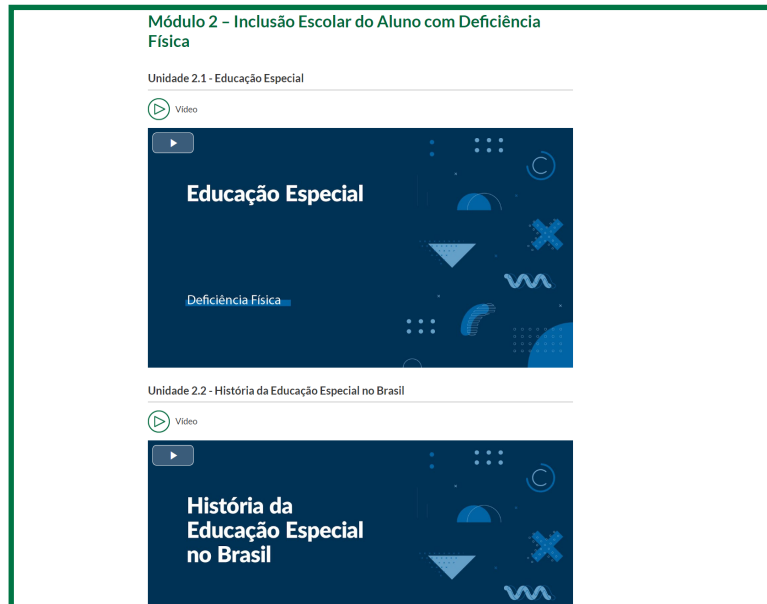 Módulo 2 – Inclusão Escolar do Aluno com Deficiência
Física
Unidade 2.1 - Educação Especial
Vídeo
Educação Especial
Deficiência Física
Unidade 2.2 - História da Educação Especial no Brasil
Vídeo
História da
Educação Especial
no Brasil